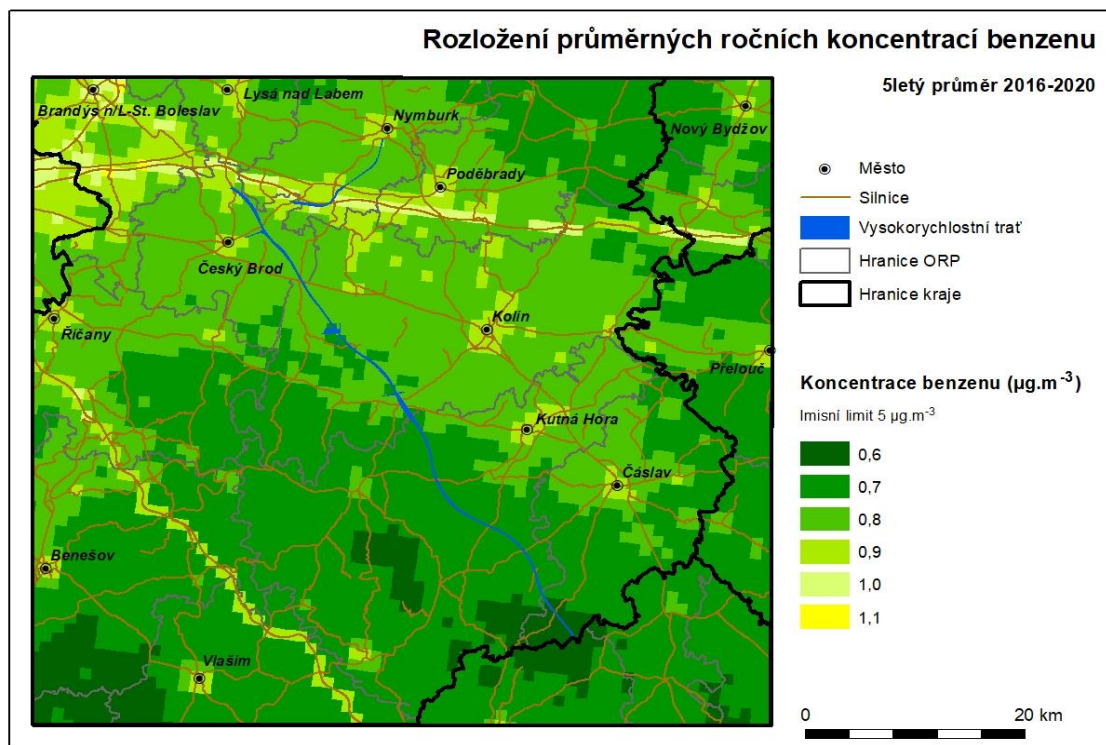 Rozložení průměrných ročních koncentrací benzenu
5letý průměr 2016-2020
Brandýs n/L-St. Boleslav
Lysá nad Labem
Nymburk
Nový Bydžov
Poděbrady
Český Brod
Kolín
Říčany
Přelouč
Kutná Hora
Čáslav
Benešov
Vlašim
Město
Silnice
Vysokorychlostní trať
Hranice ORP
Hranice kraje
Koncentrace benzenu (µg.m-3)
Imisní limit 5 µg.m-3
0,6
0,7
0,8
0,9
1,0
1,1
0 20 km